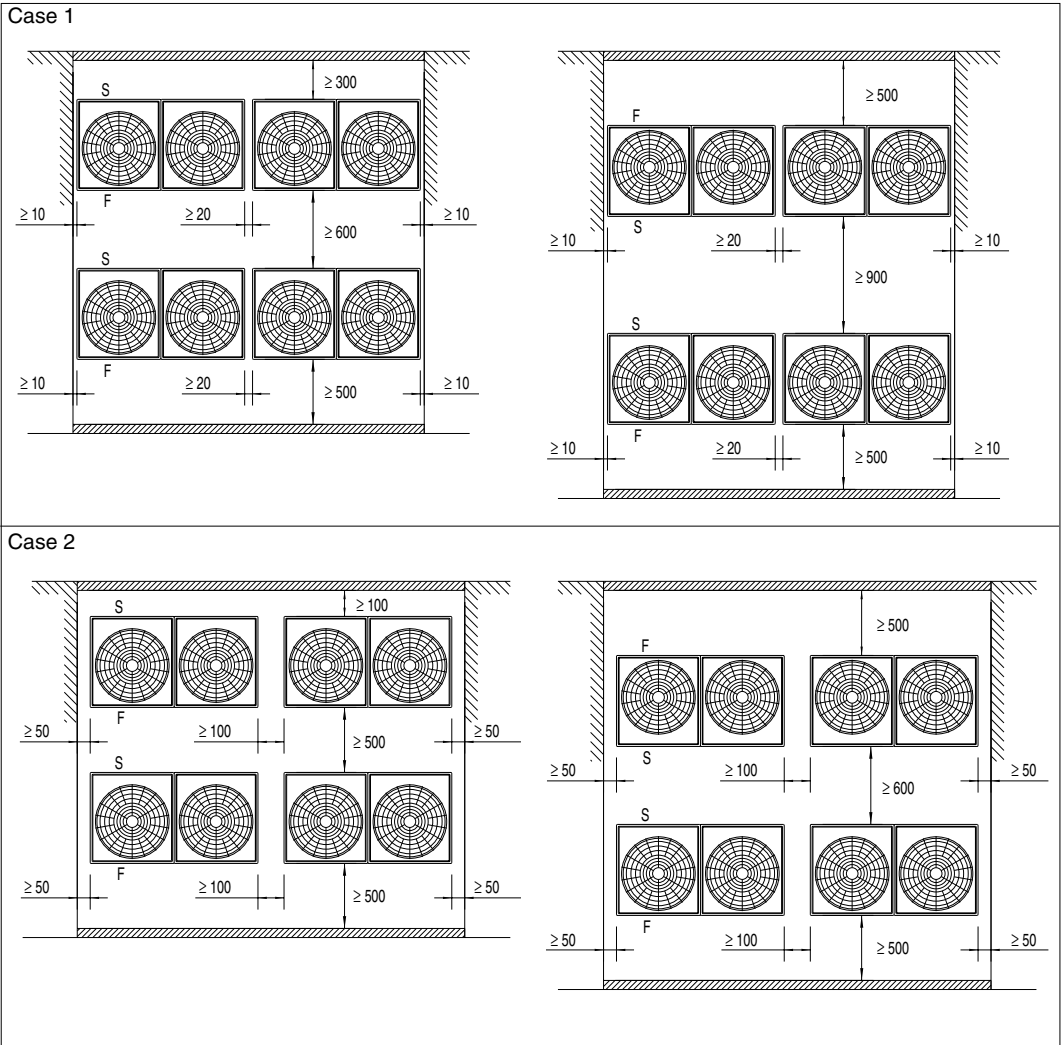 Case 1
S
≥ 300
F
≥ 10
≥ 20
≥ 600
≥ 10
S
F
≥ 10
≥ 20
≥ 500
≥ 10
≥ 500
F
S
≥ 10
≥ 20
≥ 10
≥ 900
S
F
≥ 10
≥ 20
≥ 500
≥ 10
Case 2
S
≥ 100
F
≥ 50
≥ 100
≥ 500
≥ 50
S
F
≥ 50
≥ 100
≥ 500
≥ 50
≥ 500
F
S
≥ 50
≥ 100
≥ 600
≥ 50
S
F
≥ 50
≥ 100
≥ 500
≥ 50